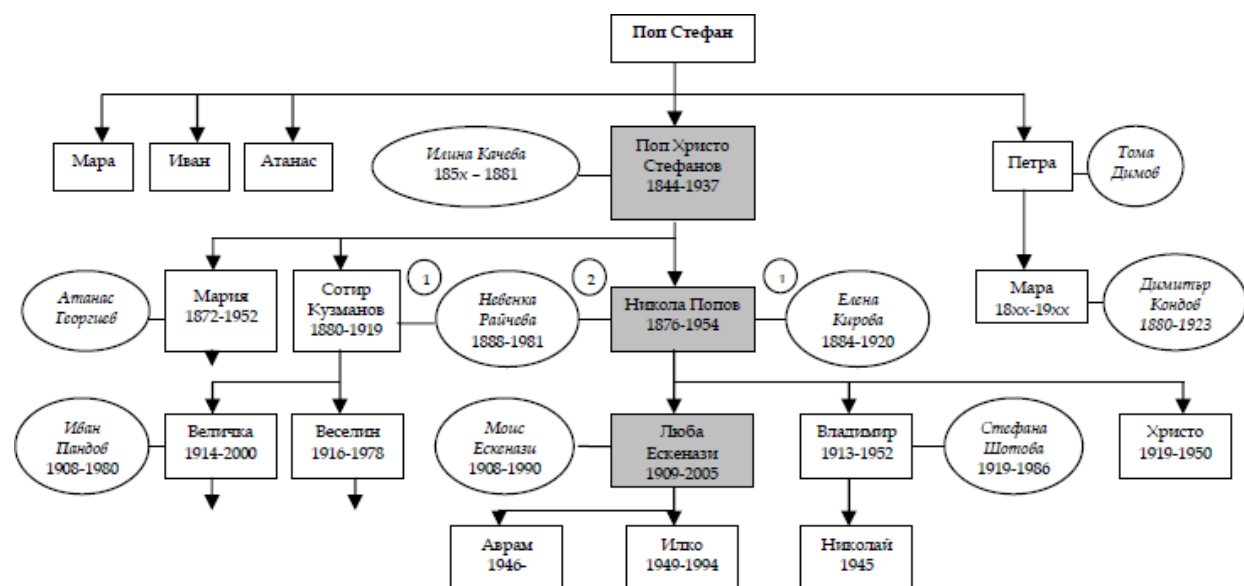 Поп Стефан
Мара
Иван
Атанас
Илина Качева
185x – 1881
Поп Христо
Стефанов
1844-1937
Петра
Тома
Димов
Атанас
Георгиев
Мария
1872-1952
Сотир
Кузманов
1880-1919
1
Невенка
Райчева
1888-1981
2
Никола Попов
1876-1954
1
Елена
Кирова
1884-1920
Мара
18xx-19xx
Димитър
Кондов
1880-1923
Иван
Пандов
1908-1980
Величка
1914-2000
Веселин
1916-1978
Моис
Ескенази
1908-1990
Люба
Ескенази
1909-2005
Владимир
1913-1952
Стефана
Шотова
1919-1986
Христо
1919-1950
Аврам
1946-
Илко
1949-1994
Николай
1945